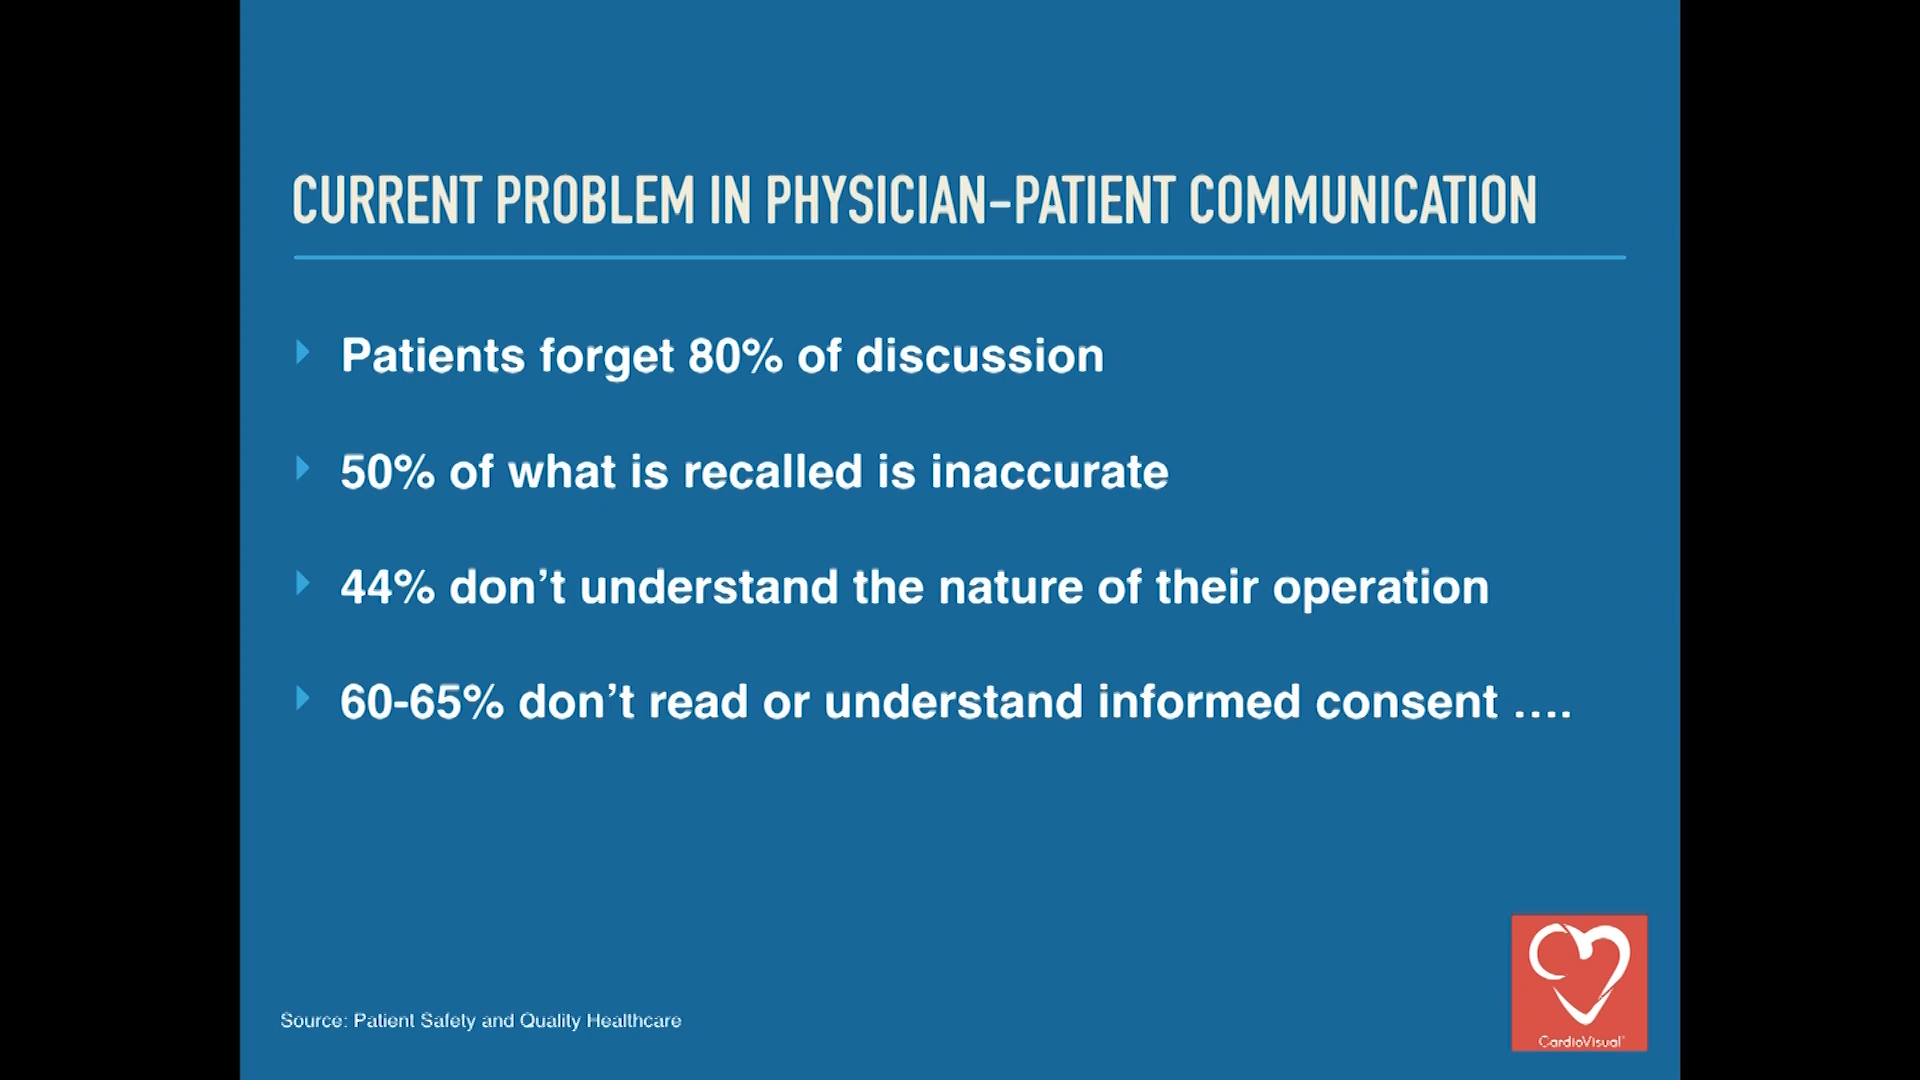 CURRENT PROBLEM IN PHYSICIAN-PATIENT COMMUNICATION
Patients forget 80% of discussion
50% of what is recalled is inaccurate
44% don’t understand the nature of their operation
60-65% don’t read or understand informed consent ....
Source: Patient Safety and Quality Healthcare
CardioVisual